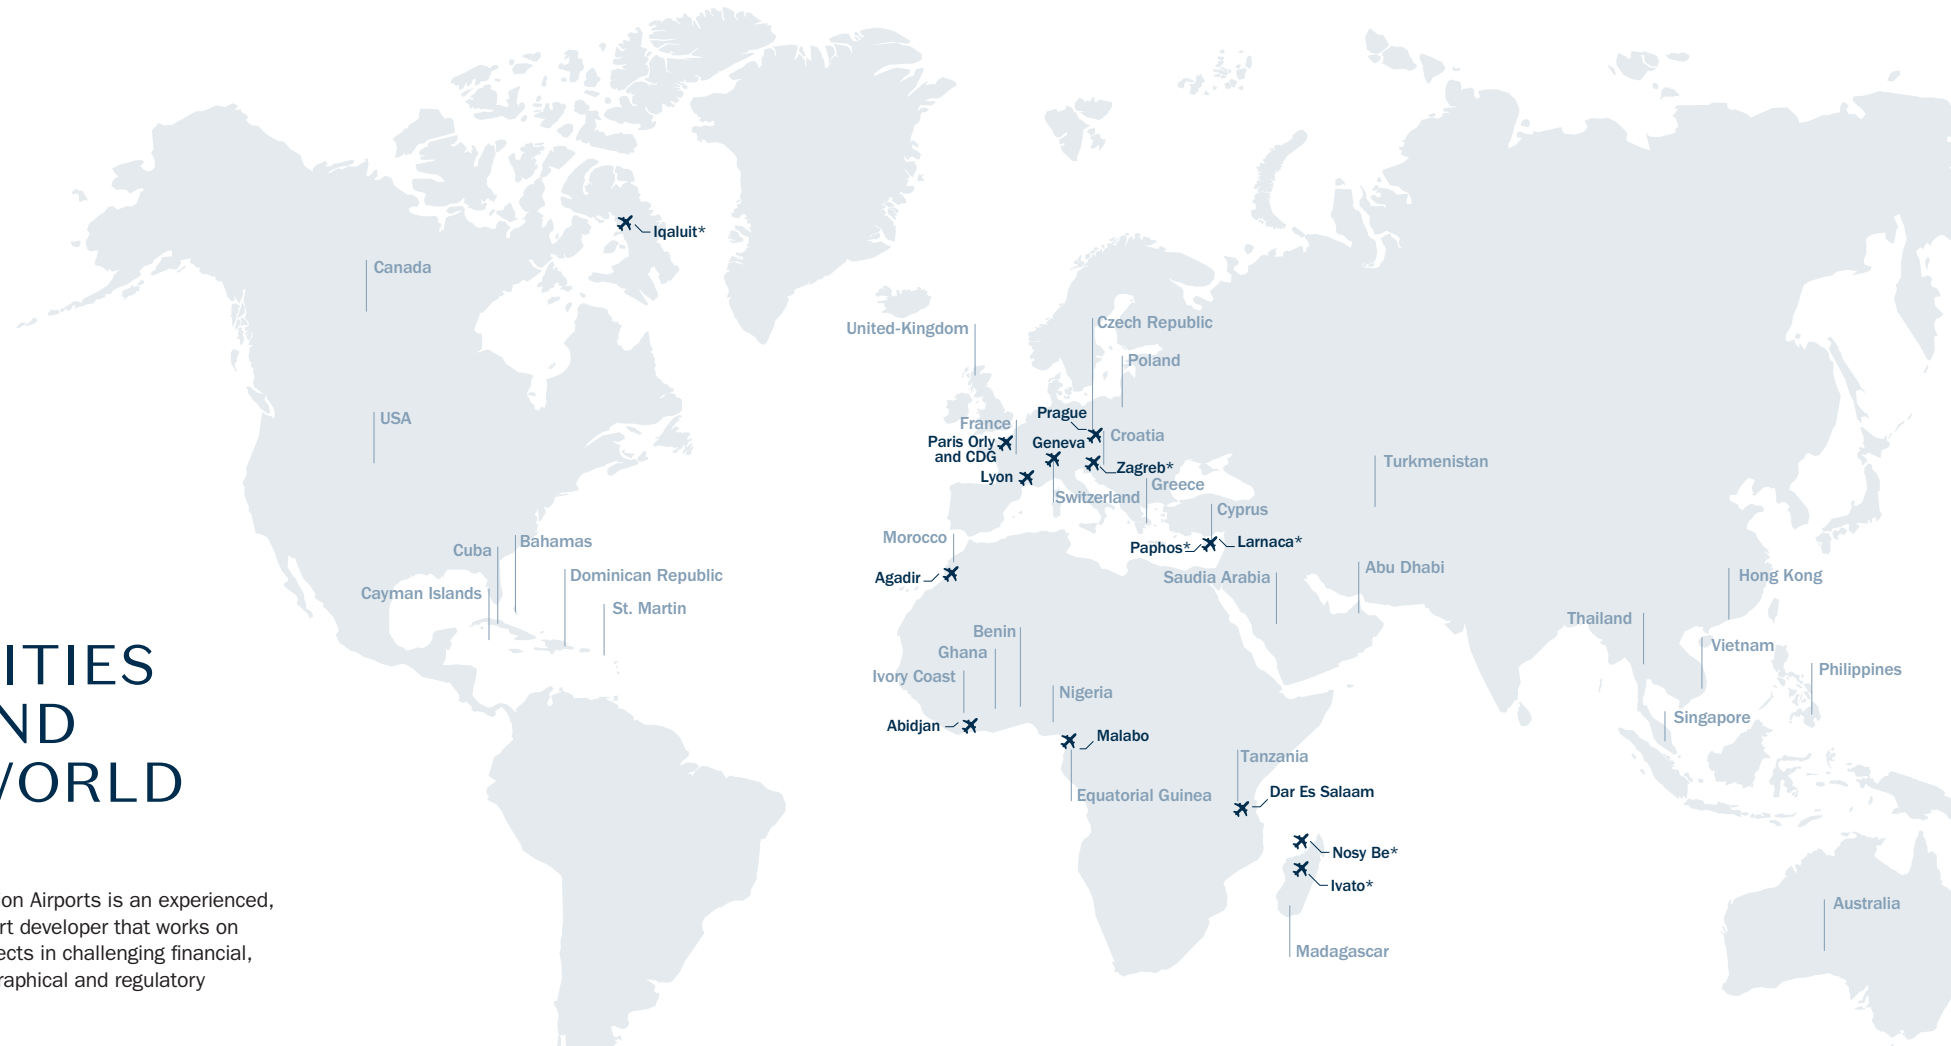 Iqaluit*
Canada
United-Kingdom
Czech Republic
Poland
USA
Prague
France
Croatia
Paris Orly
and CDG
Geneva
Zagreb*
Lyon
Turkmenistan
Greece
Switzerland
Cyprus
Morocco
Paphos*
Larnaca*
Cuba
Bahamas
Agadir
Saudia Arabia
Abu Dhabi
Dominican Republic
Hong Kong
Cayman Islands
St. Martin
Thailand
Benin
Vietnam
Ghana
Philippines
Ivory Coast
Nigeria
Singapore
Abidjan
Malabo
Tanzania
Equatorial Guinea
Dar Es Salaam
Nosy Be*
Ivato*
Australia
Madagascar
ITIES
ND
WORLD
on Airports is an experienced,
rt developer that works on
ects in challenging financial,
raphical and regulatory